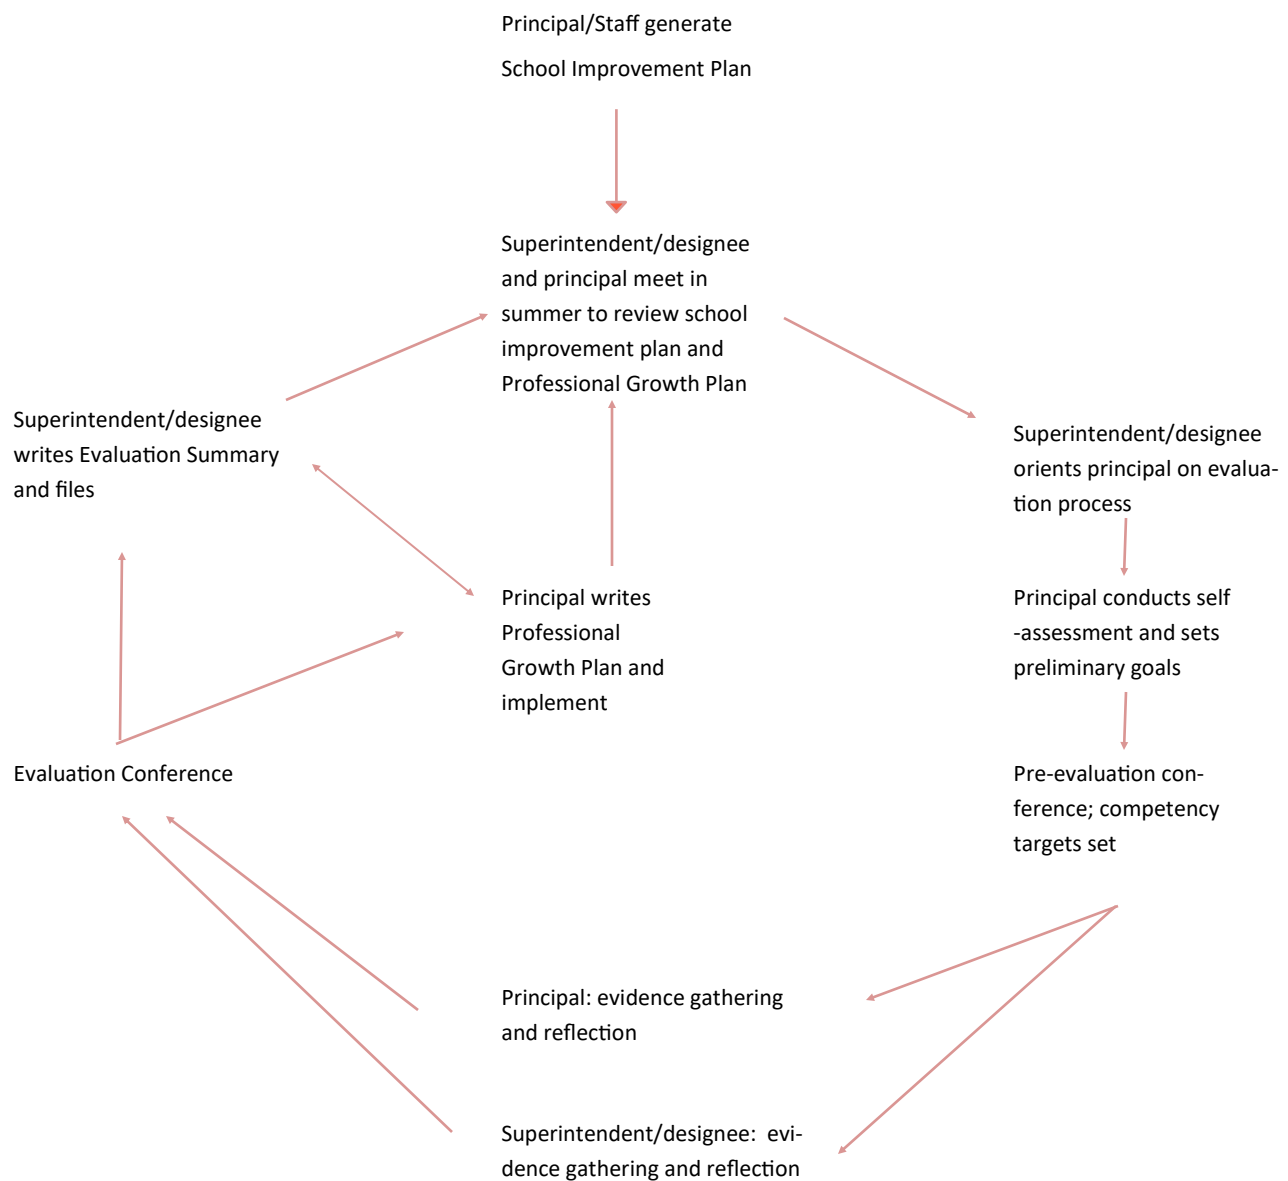 Principal/Staff generate
School Improvement Plan
Superintendent/designee
and principal meet in
summer to review school
improvement plan and
Professional Growth Plan
Superintendent/designee
writes Evaluation Summary
and files
Superintendent/designee
orients principal on evalua-
tion process
Principal writes
Professional
Growth Plan and
implement
Principal conducts self
-assessment and sets
preliminary goals
Evaluation Conference
Pre-evaluation con-
ference; competency
targets set
Principal: evidence gathering
and reflection
Superintendent/designee:  evi-
dence gathering and reflection